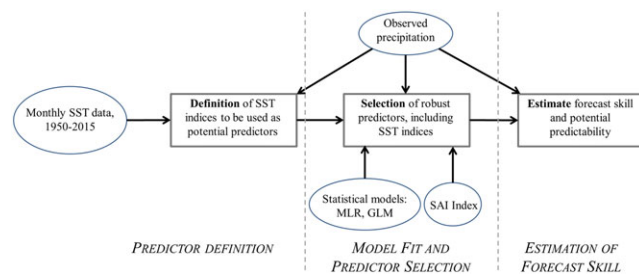 Observed
precipitation
Monthly SST data,
1950-2015
Definition of SST
indices to be used as
potential predictors
Selection of robust
predictors, including
SST indices
Estimate forecast skill
and potential
predictability
Statistical models:
MLR, GLM
SAI Index
PREDICTOR DEFINITION
MODEL FIT AND
PREDICTOR SELECTION
ESTIMATION OF
FORECAST SKILL